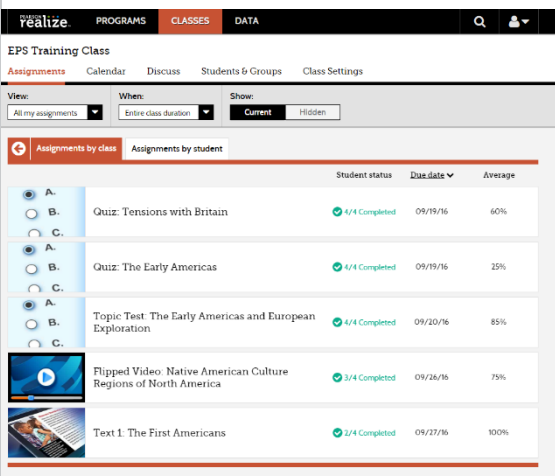 PEARSON
realize.
PROGRAMS CLASSES DATA
EPS Training Class
Assignments Calendar Discuss Students & Groups Class Settings
View: When: Show:
All my assignments Entire class duration Current Hidden
Assignments by class Assignments by student
Student status Due date Average
A.
B.
C.
Quiz: Tensions with Britain 4/4 Completed 09/19/16 60%
A.
B.
C.
Quiz: The Early Americas 4/4 Completed 09/19/16 25%
A.
B.
C.
Topic Test: The Early Americas and European
Exploration
4/4 Completed 09/20/16 85%
Flipped Video: Native American Culture
Regions of North America
3/4 Completed 09/26/16 75%
Text 1: The First Americans 2/4 Completed 09/27/16 100%